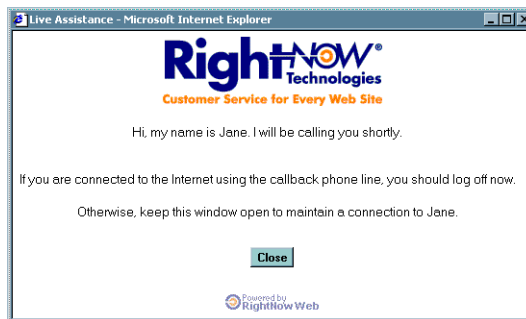 Live Assistance - Microsoft Internet Explorer
RightNOW®
Technologies
Customer Service for Every Web Site
Hi, my name is Jane. I will be calling you shortly.
If you are connected to the Internet using the callback phone line, you should log off now.
Otherwise, keep this window open to maintain a connection to Jane.
Close
Powered by
RightNow Web